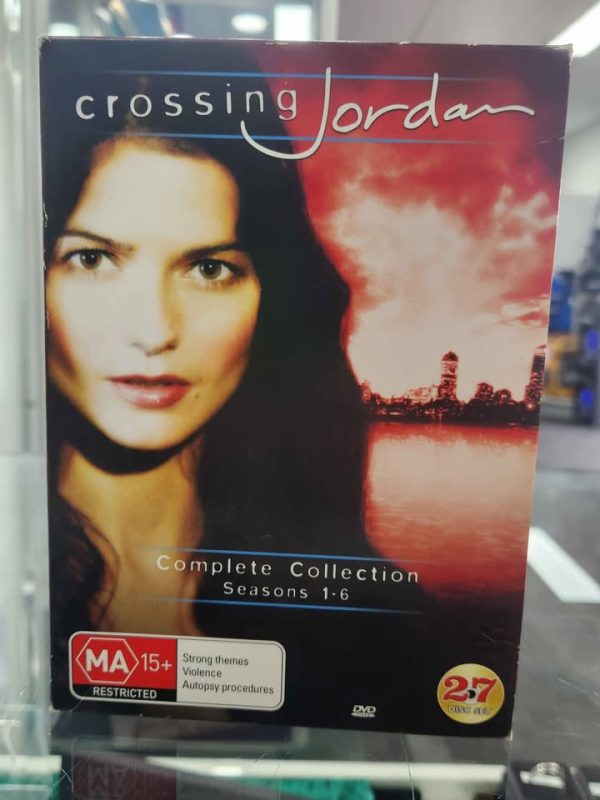 crossing Jordan
Complete Collection
Seasons 1-6
MA 15+
RESTRICTED
Strong themes
Violence
Autopsy procedures
DVD
27
DISC SET